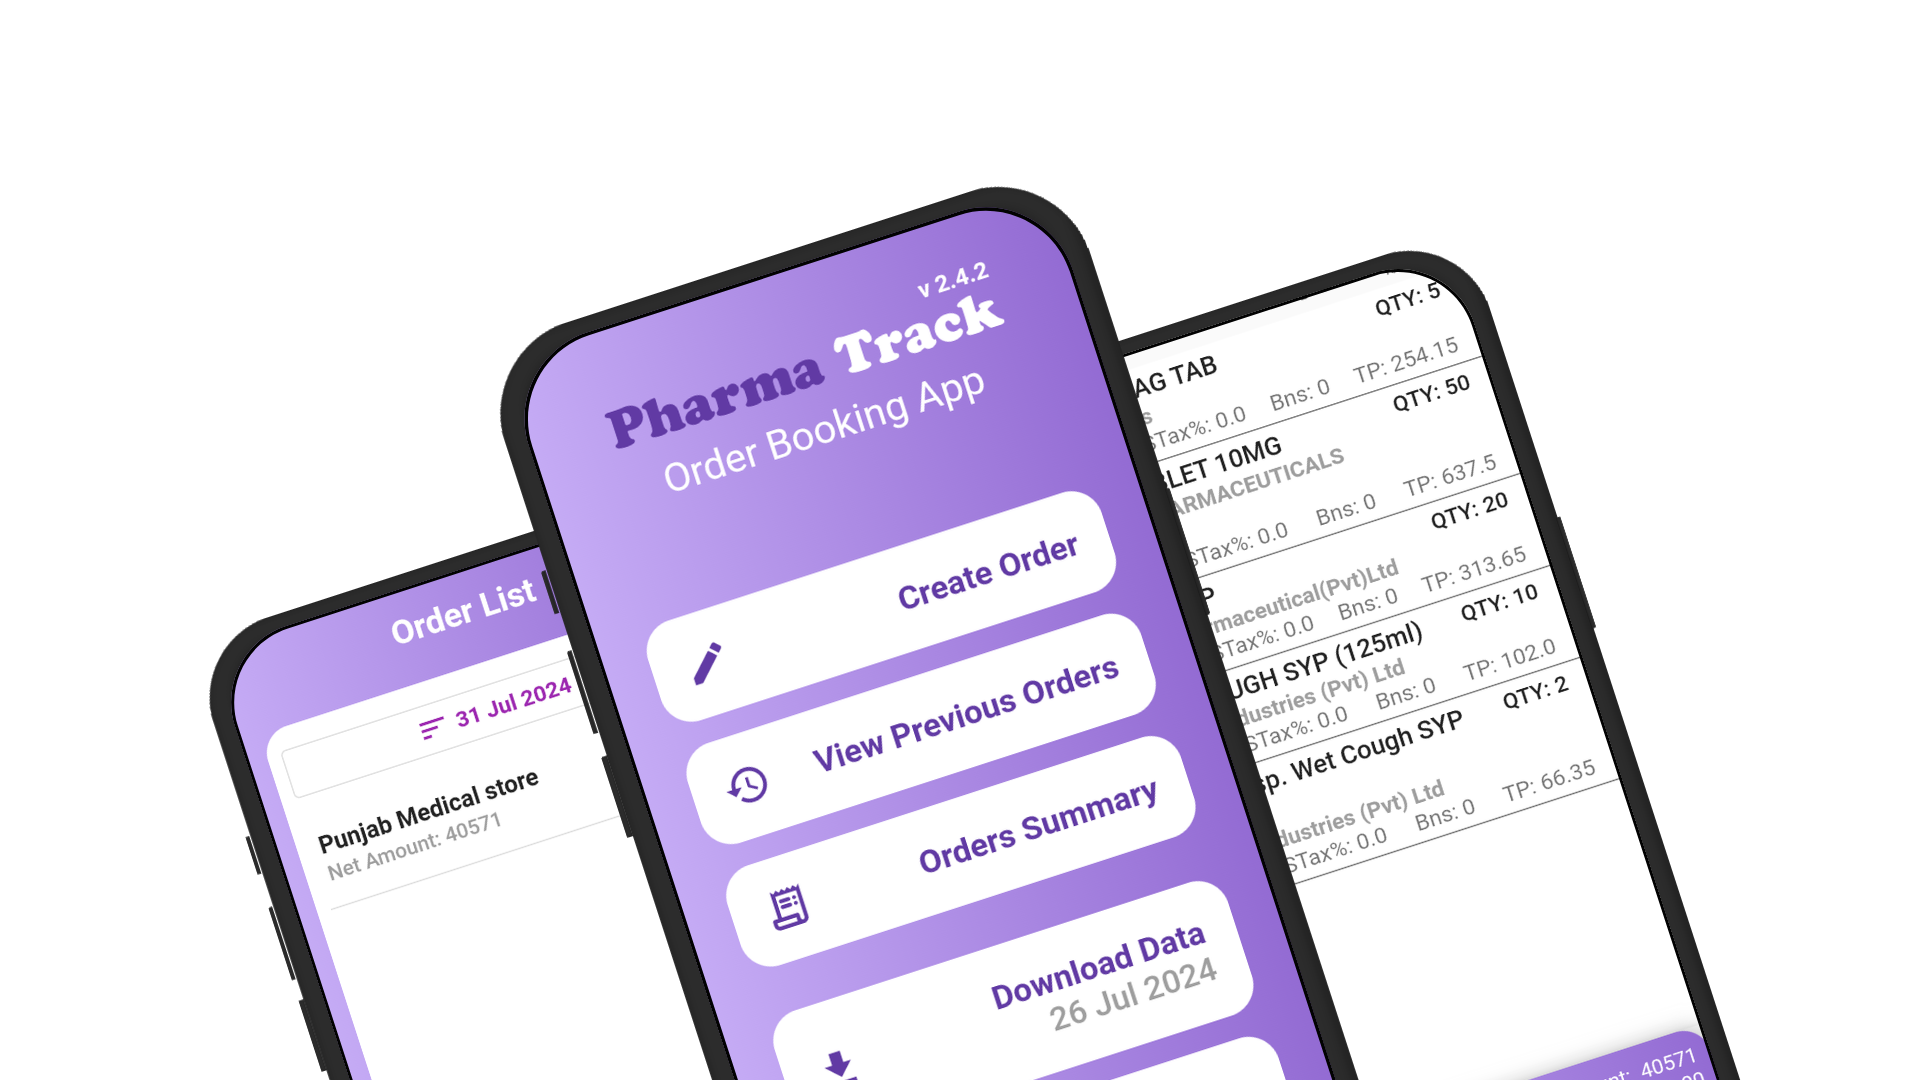 Order List
31 Jul 2024
Punjab Medical store
Net Amount: 40571
v 2.4.2
Pharma Track
Order Booking App
Create Order
View Previous Orders
Orders Summary
Download Data
26 Jul 2024
QTY: 5
AG TAB
STax%: 0.0 Bns: 0 TP: 254.15
QTY: 50
LET 10MG
ARMACEUTICALS
STax%: 0.0 Bns: 0 TP: 637.5
QTY: 20
P
maceutical(Pvt)Ltd
STax%: 0.0 Bns: 0 TP: 313.65
QTY: 10
UGH SYP (125ml)
dustries (Pvt) Ltd
STax%: 0.0 Bns: 0 TP: 102.0
QTY: 2
sp. Wet Cough SYP
dustries (Pvt) Ltd
STax%: 0.0 Bns: 0 TP: 66.35
nt: 40571